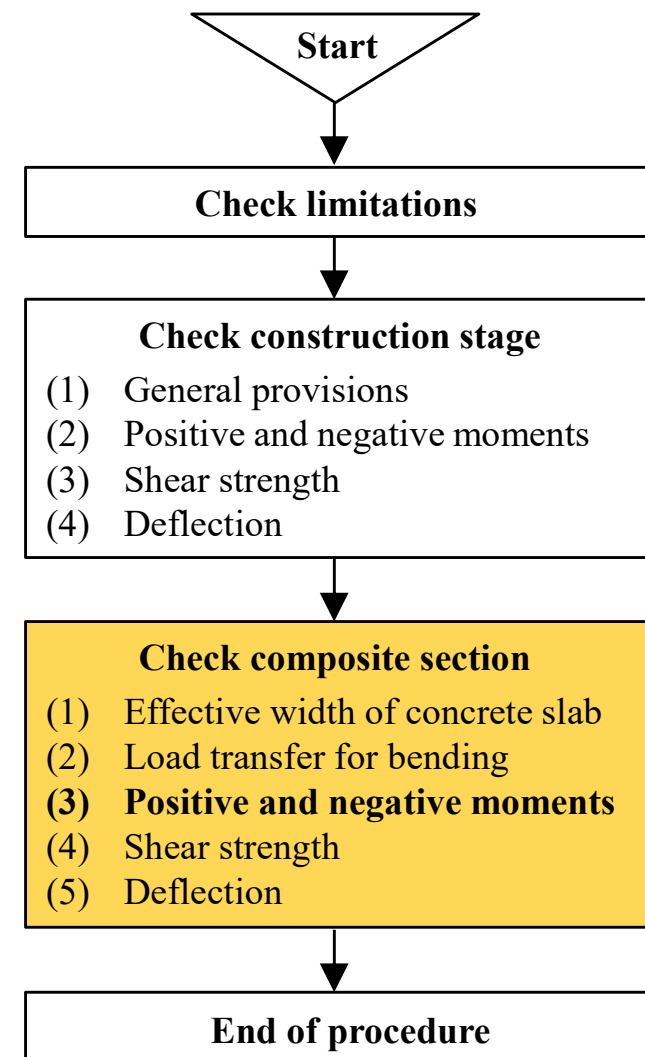 Start
Check limitations
Check construction stage
(1) General provisions
(2) Positive and negative moments
(3) Shear strength
(4) Deflection
Check composite section
(1) Effective width of concrete slab
(2) Load transfer for bending
(3) Positive and negative moments
(4) Shear strength
(5) Deflection
End of procedure